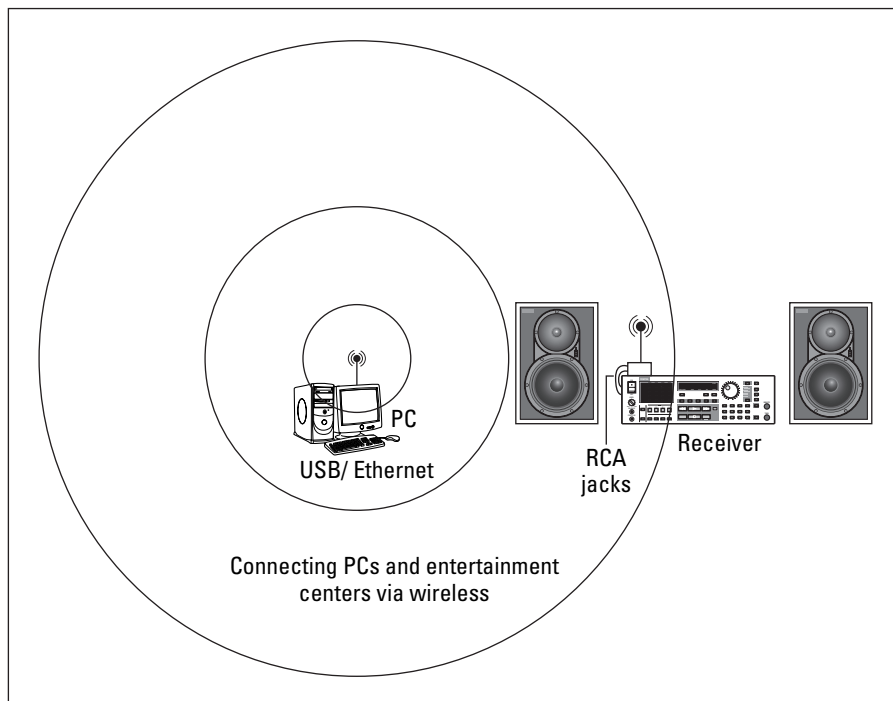 PC
USB/ Ethernet
RCA
jacks
Receiver
Connecting PCs and entertainment
centers via wireless